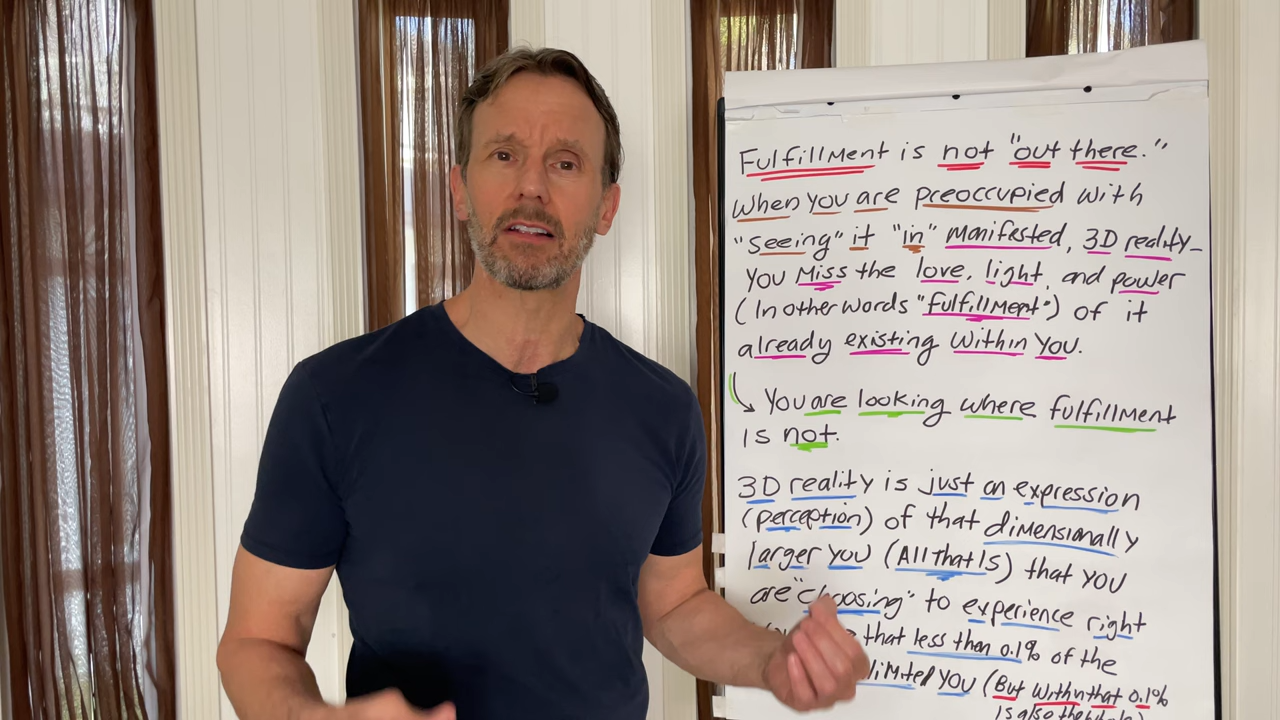 Fulfillment is not "out there."
When you are preoccupied with
"seeing" it "in" manifested, 3D reality-
you miss the love, light, and power
(In other words "fulfillment") of it
already existing within you.
You are looking where fulfillment
is not.
3D reality is just an expression
(perception) of that dimensionally
larger you (All That Is) that you
are "choosing" to experience right
that less than 0.1% of the
limited you (But within that 0.1%
is also the whole)